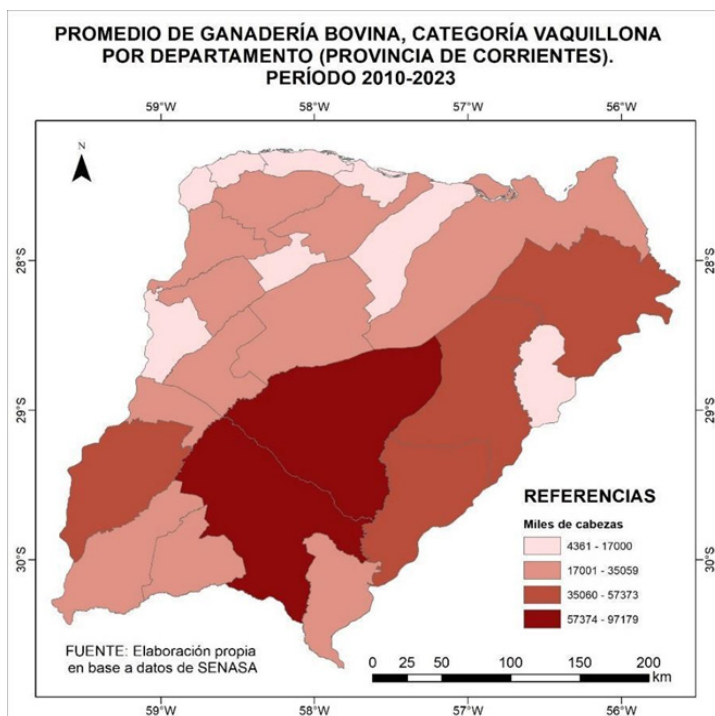 PROMEDIO DE GANADERÍA BOVINA, CATEGORÍA VAQUILLONA
POR DEPARTAMENTO (PROVINCIA DE CORRIENTES).
PERÍODO 2010-2023
59°W 58°W 57°W 56°W
N
28°S 28°S
29°S 29°S
30°S 30°S
REFERENCIAS
Miles de cabezas
4361 - 17000
17001 - 35059
35060 - 57373
57374 - 97179
FUENTE: Elaboración propia
en base a datos de SENASA
0 25 50 100 150 200
km
59°W 58°W 57°W 56°W